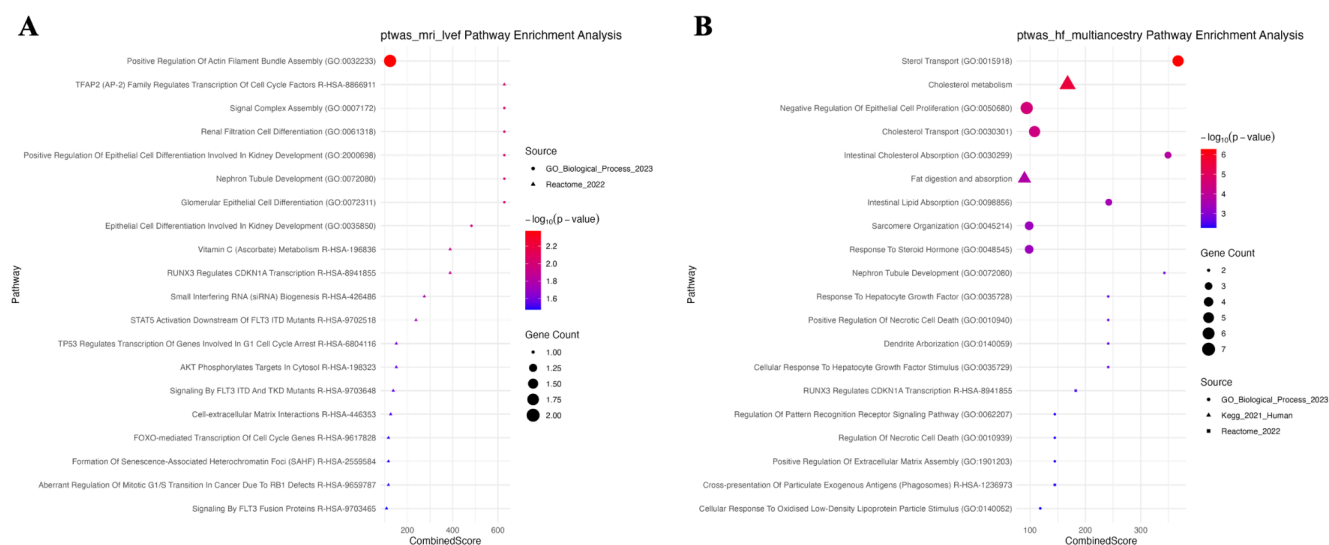 A
ptwas_mri_lvef Pathway Enrichment Analysis
Positive Regulation Of Actin Filament Bundle Assembly (GO:0032233)
TFAP2 (AP-2) Family Regulates Transcription Of Cell Cycle Factors R-HSA-8866911
Signal Complex Assembly (GO:0007172)
Renal Filtration Cell Differentiation (GO:0061318)
Positive Regulation Of Epithelial Cell Differentiation Involved In Kidney Development (GO:2000698)
Nephron Tubule Development (GO:0072080)
Glomerular Epithelial Cell Differentiation (GO:0072311)
Epithelial Cell Differentiation Involved In Kidney Development (GO:0035850)
Vitamin C (Ascorbate) Metabolism R-HSA-196836
RUNX3 Regulates CDKN1A Transcription R-HSA-8941855
Small Interfering RNA (siRNA) Biogenesis R-HSA-426486
STAT5 Activation Downstream Of FLT3 ITD Mutants R-HSA-9702518
TP53 Regulates Transcription Of Genes Involved In G1 Cell Cycle Arrest R-HSA-6804116
AKT Phosphorylates Targets In Cytosol R-HSA-198323
Signaling By FLT3 ITD And TKD Mutants R-HSA-9703648
Cell-extracellular Matrix Interactions R-HSA-446353
FOXO-mediated Transcription Of Cell Cycle Genes R-HSA-9617828
Formation Of Senescence-Associated Heterochromatin Foci (SAHF) R-HSA-2559584
Aberrant Regulation Of Mitotic G1/S Transition In Cancer Due To RB1 Defects R-HSA-9659787
Signaling By FLT3 Fusion Proteins R-HSA-9703465
Pathway
200 400 600
CombinedScore
Source
GO_Biological_Process_2023
Reactome_2022
−log10(p−value)
2.2
2.0
1.8
1.6
Gene Count
1.00
1.25
1.50
1.75
2.00
B
ptwas_hf_multiancestry Pathway Enrichment Analysis
Sterol Transport (GO:0015918)
Cholesterol metabolism
Negative Regulation Of Epithelial Cell Proliferation (GO:0050680)
Cholesterol Transport (GO:0030301)
Intestinal Cholesterol Absorption (GO:0030299)
Fat digestion and absorption
Intestinal Lipid Absorption (GO:0098856)
Sarcomere Organization (GO:0045214)
Response To Steroid Hormone (GO:0048545)
Nephron Tubule Development (GO:0072080)
Response To Hepatocyte Growth Factor (GO:0035728)
Positive Regulation Of Necrotic Cell Death (GO:0010940)
Dendrite Arborization (GO:0140059)
Cellular Response To Hepatocyte Growth Factor Stimulus (GO:0035729)
RUNX3 Regulates CDKN1A Transcription R-HSA-8941855
Regulation Of Pattern Recognition Receptor Signaling Pathway (GO:0062207)
Regulation Of Necrotic Cell Death (GO:0010939)
Positive Regulation Of Extracellular Matrix Assembly (GO:1901203)
Cross-presentation Of Particulate Exogenous Antigens (Phagosomes) R-HSA-1236973
Cellular Response To Oxidised Low-Density Lipoprotein Particle Stimulus (GO:0140052)
Pathway
100 200 300
CombinedScore
−log10(p−value)
6
5
4
3
Gene Count
2
3
4
5
6
7
Source
GO_Biological_Process_2023
Kegg_2021_Human
Reactome_2022